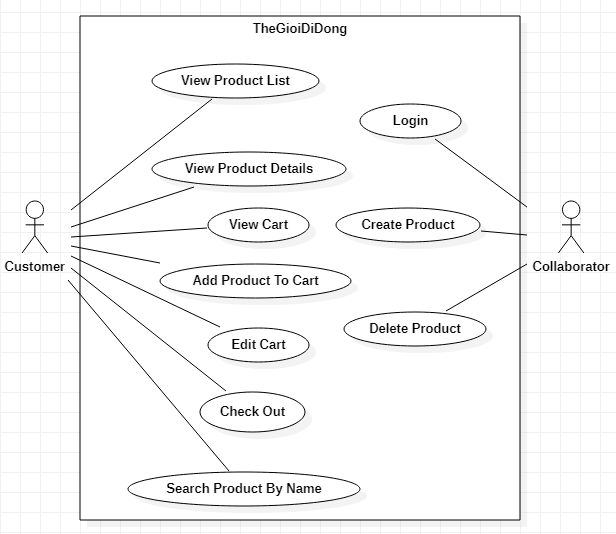 TheGioiDiDong
View Product List
Login
View Product Details
View Cart
Create Product
Customer
Collaborator
Add Product To Cart
Delete Product
Edit Cart
Check Out
Search Product By Name